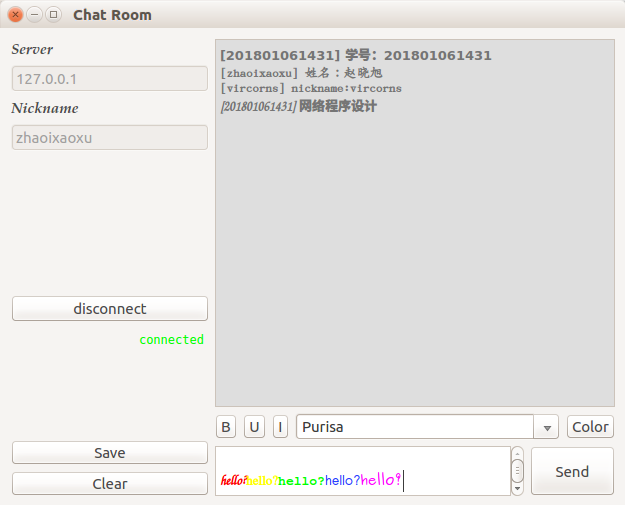 Chat Room
Server
127.0.0.1
Nickname
zhaoixaoxu
disconnect
connected
Save
Clear
[201801061431] 学号: 201801061431
[zhaoixaoxu] 姓名：赵晓旭
[vircorns] nickname:vircorns
[201801061431] 网络程序设计
B U I Purisa Color
hello?hello?hello?hello?hello?
Send